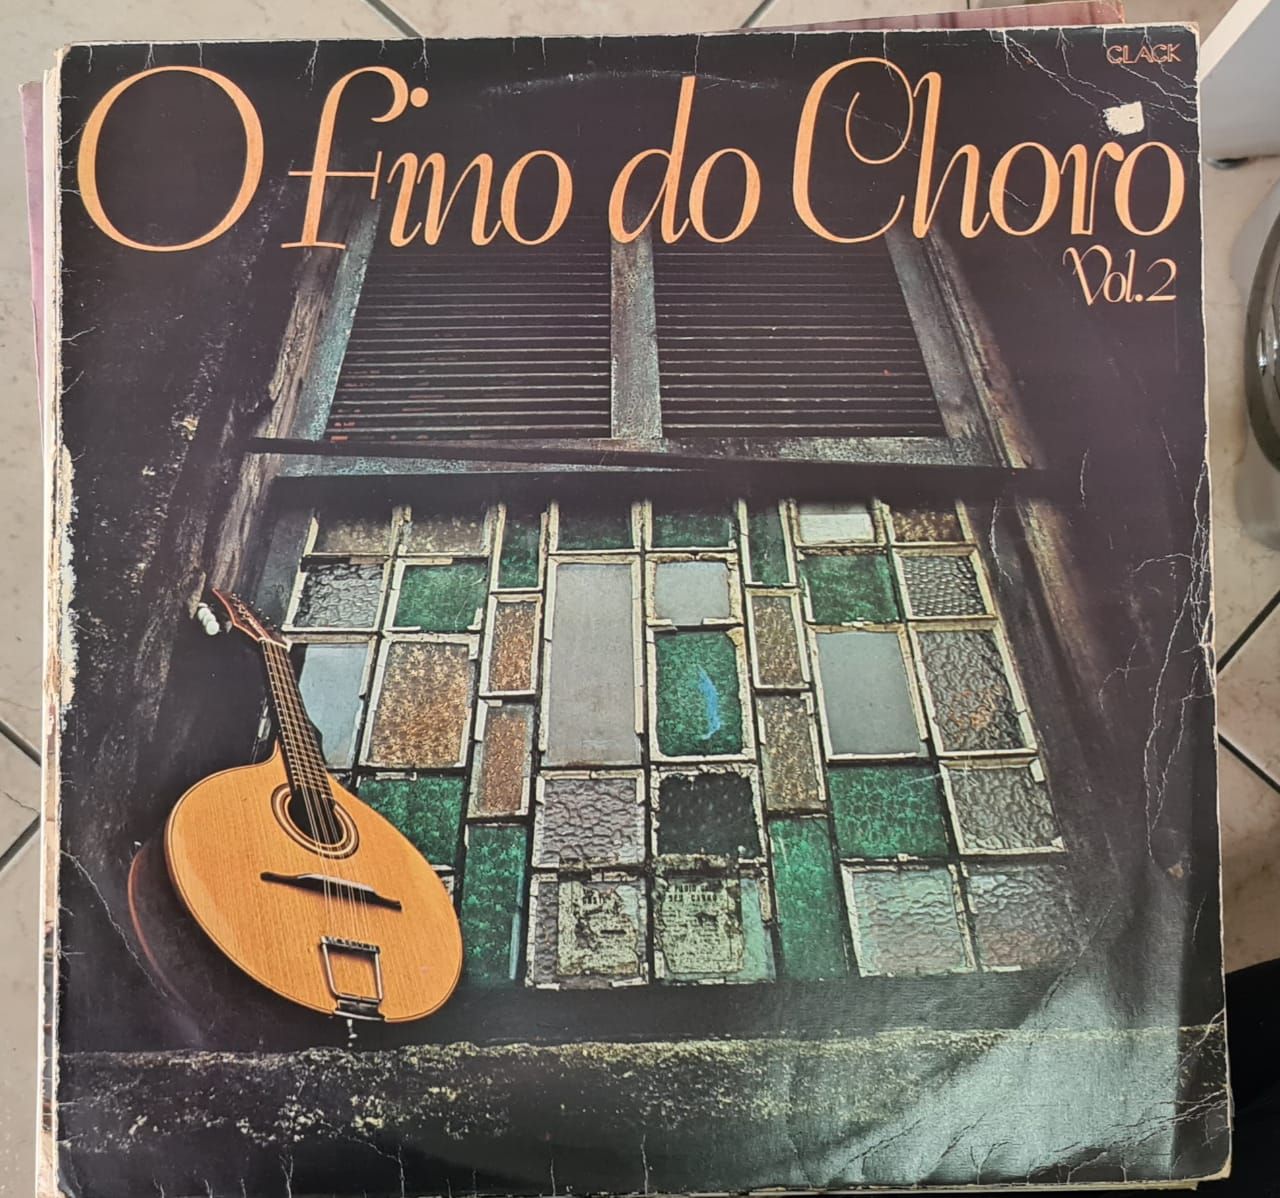 CLACK
O fino do Choro
Vol. 2